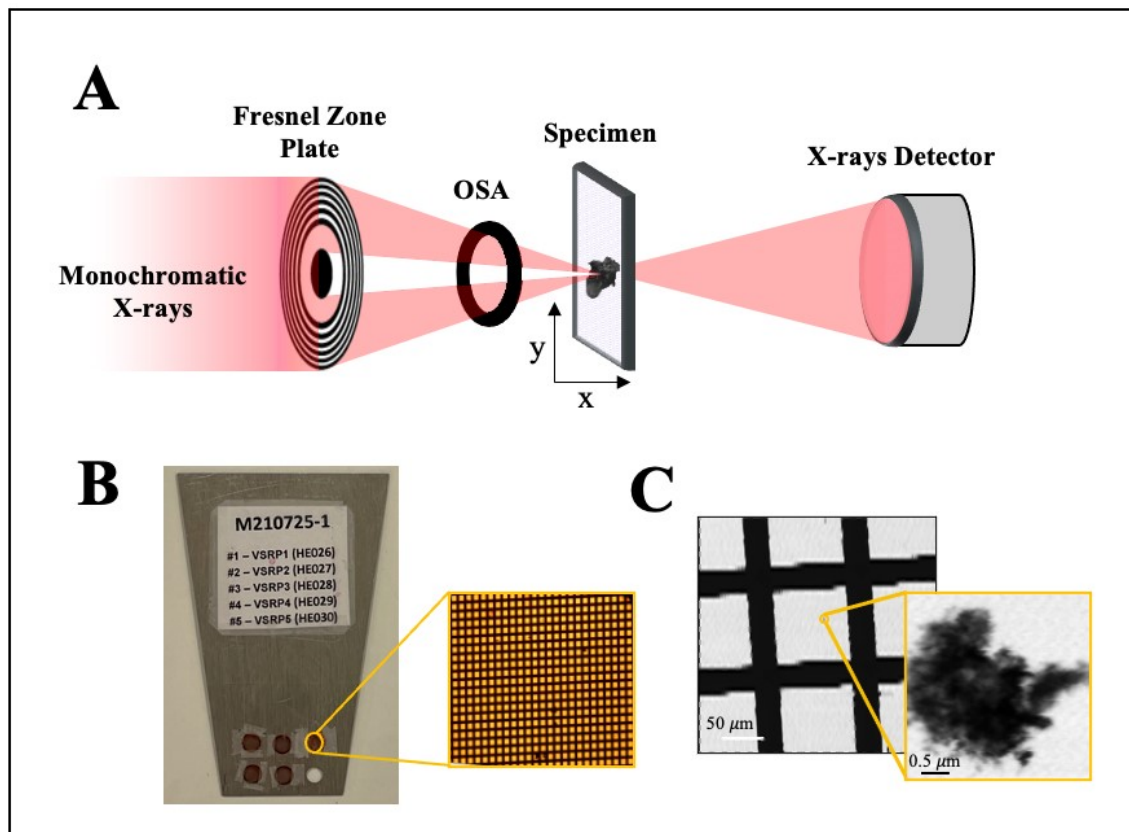 A
Fresnel Zone
Plate
Specimen
X-rays Detector
OSA
Monochromatic
X-rays
y
x
B
M210725-1
#1 – VSRP1 (HE026)
#2 – VSRP2 (HE027)
#3 – VSRP3 (HE028)
#4 – VSRP4 (HE029)
#5 – VSRP5 (HE030)
C
50 μm
0.5 μm